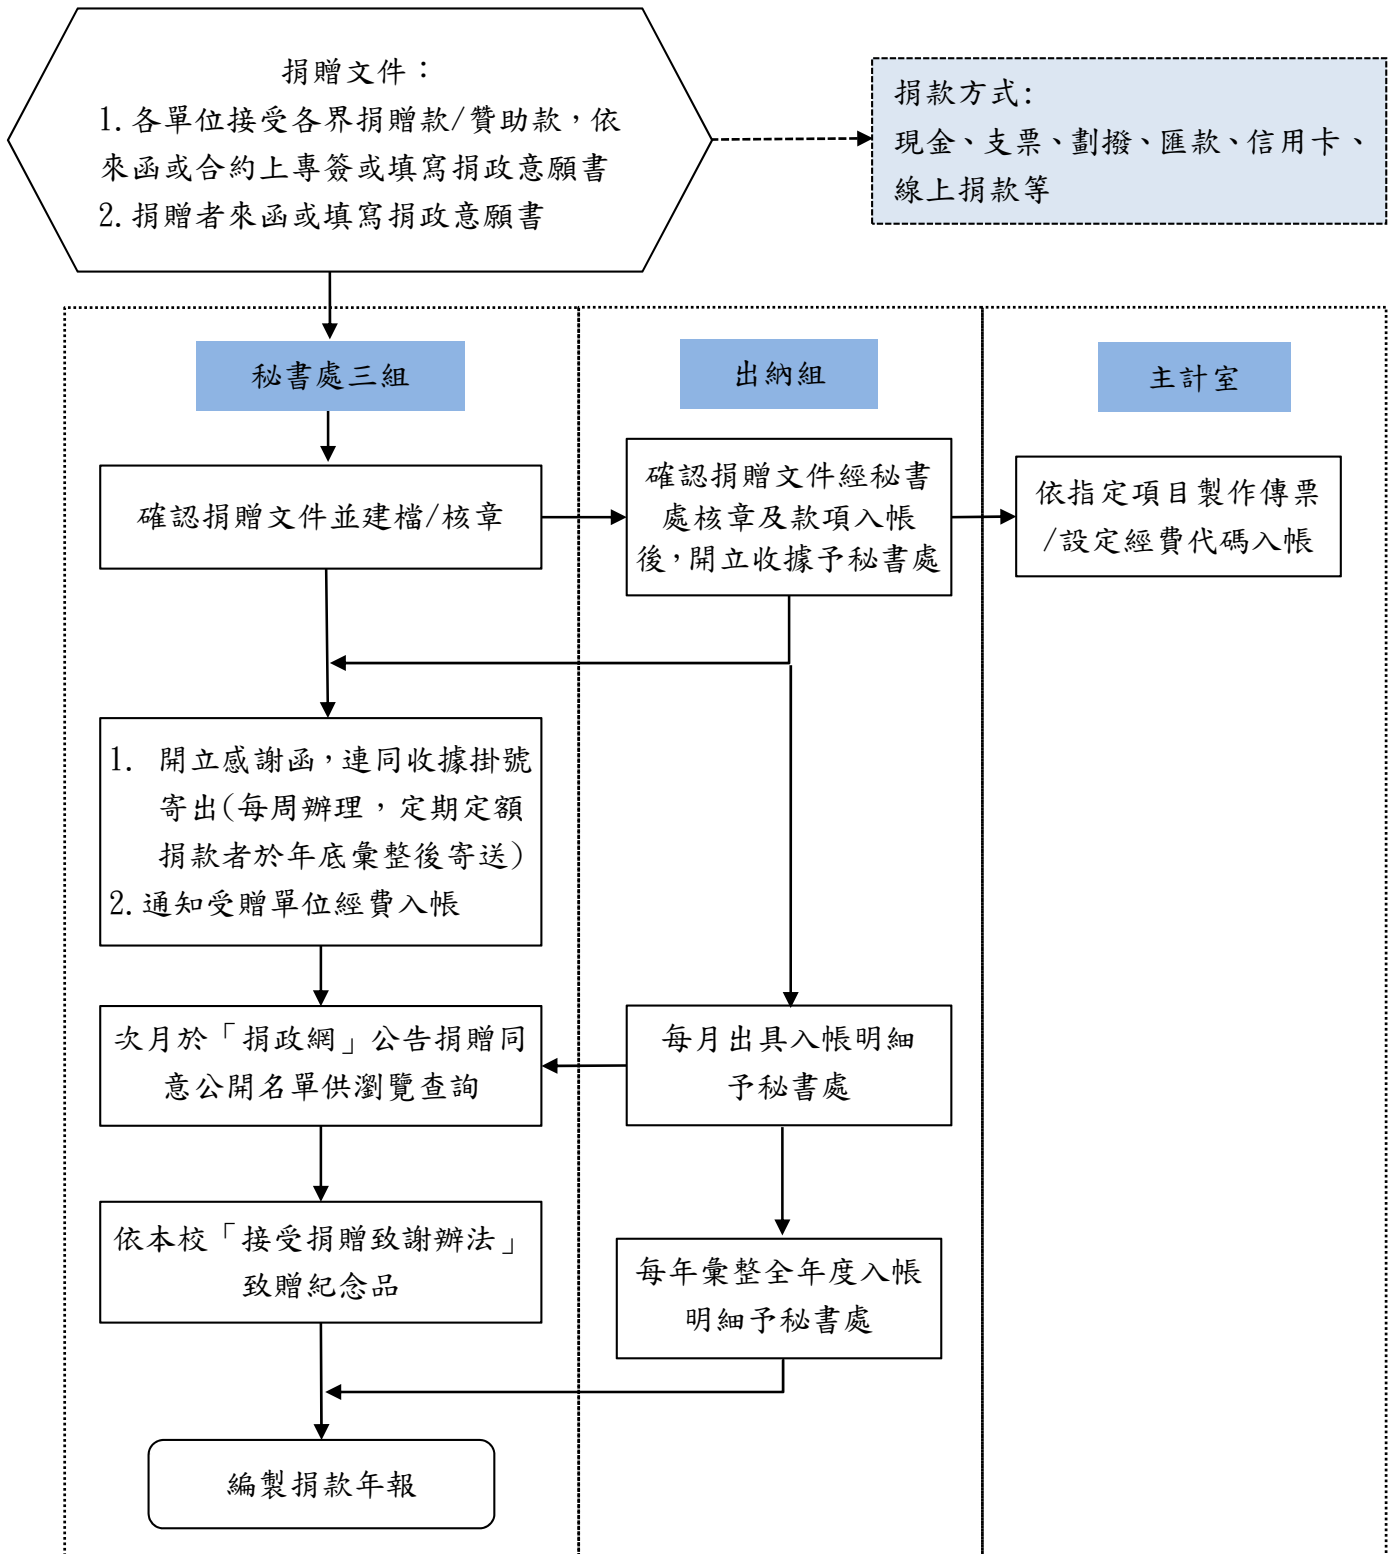 捐贈文件：
1.各單位接受各界捐贈款/贊助款，依
來函或合約上專簽或填寫捐政意願書
2.捐贈者來函或填寫捐政意願書
捐款方式:
現金、支票、劃撥、匯款、信用卡、
線上捐款等
秘書處三組
出納組
主計室
確認捐贈文件並建檔/核章
確認捐贈文件經秘書
處核章及款項入帳
後，開立收據予秘書處
依指定項目製作傳票
/設定經費代碼入帳
1. 開立感謝函，連同收據掛號
寄出(每周辦理，定期定額
捐款者於年底彙整後寄送)
2.通知受贈單位經費入帳
次月於「捐政網」公告捐贈同
意公開名單供瀏覽查詢
每月出具入帳明細
予秘書處
依本校「接受捐贈致謝辦法」
致贈紀念品
每年彙整全年度入帳
明細予秘書處
編製捐款年報